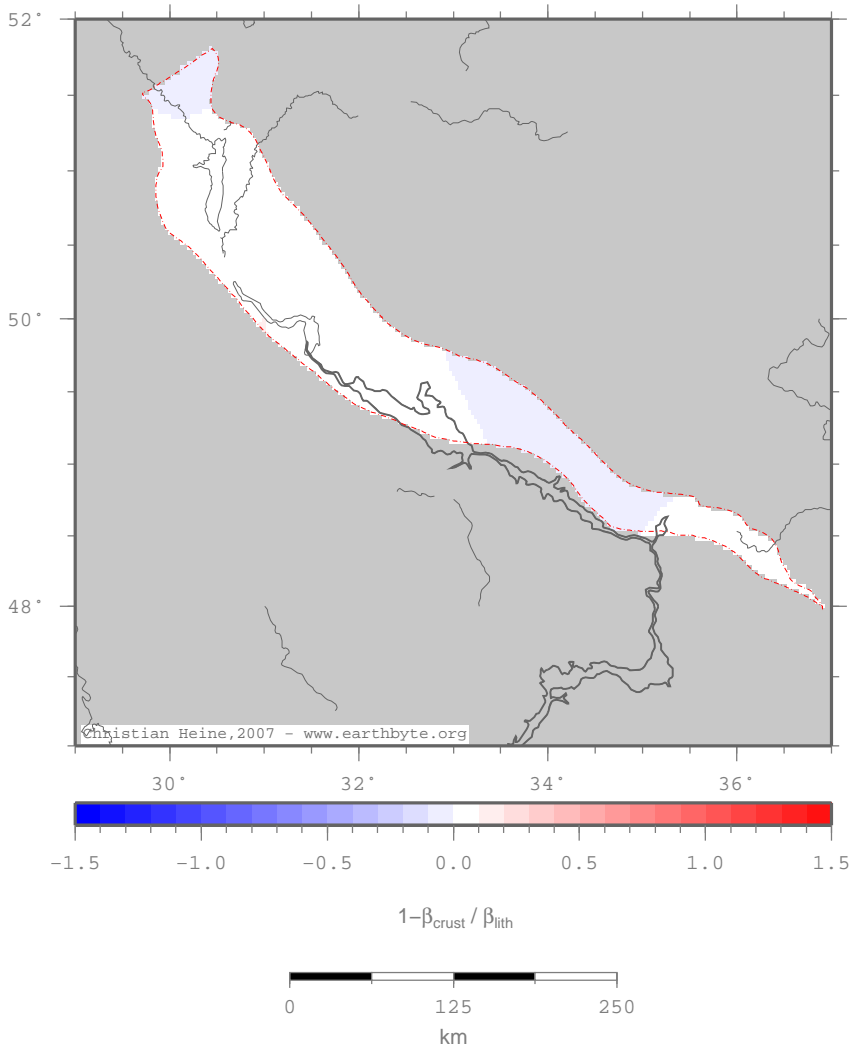 52°
50°
48°
Christian Heine,2007 - www.earthbyte.org
30° 32° 34° 36°
−1.5 −1.0 −0.5 0.0 0.5 1.0 1.5
1−βcrust / βlith
0 125 250
km